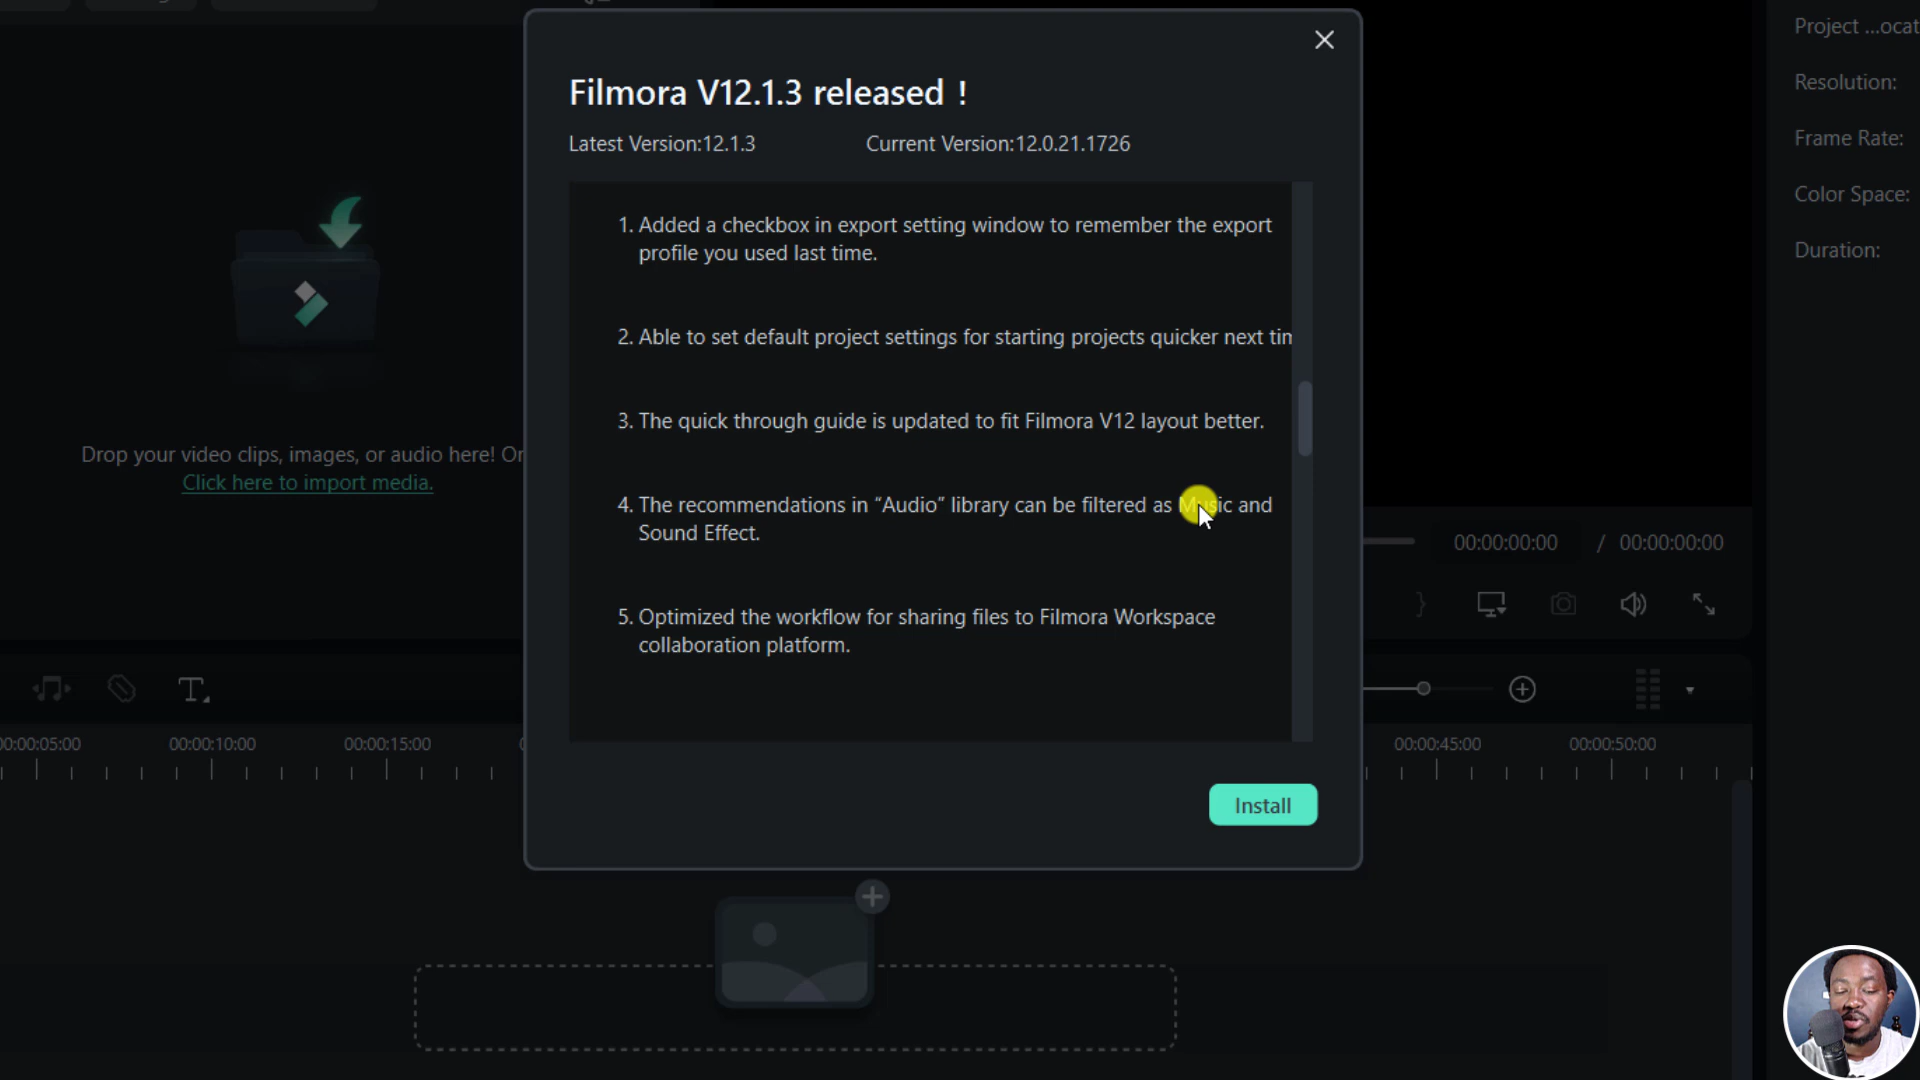 Filmora V12.1.3 released !
Latest Version:12.1.3 Current Version:12.0.21.1726
1. Added a checkbox in export setting window to remember the export
profile you used last time.
2. Able to set default project settings for starting projects quicker next
3. The quick through guide is updated to fit Filmora V12 layout better.
4. The recommendations in “Audio” library can be filtered as Music and
Sound Effect.
5. Optimized the workflow for sharing files to Filmora Workspace
collaboration platform.
Install
Drop your video clips, images, or audio here! Or
Click here to import media.
Project ...ocat
Resolution:
Frame Rate:
Color Space:
Duration:
00:00:00:00 / 00:00:00:00
00:00:05:00 00:00:10:00 00:00:15:00 00:00:45:00 00:00:50:00